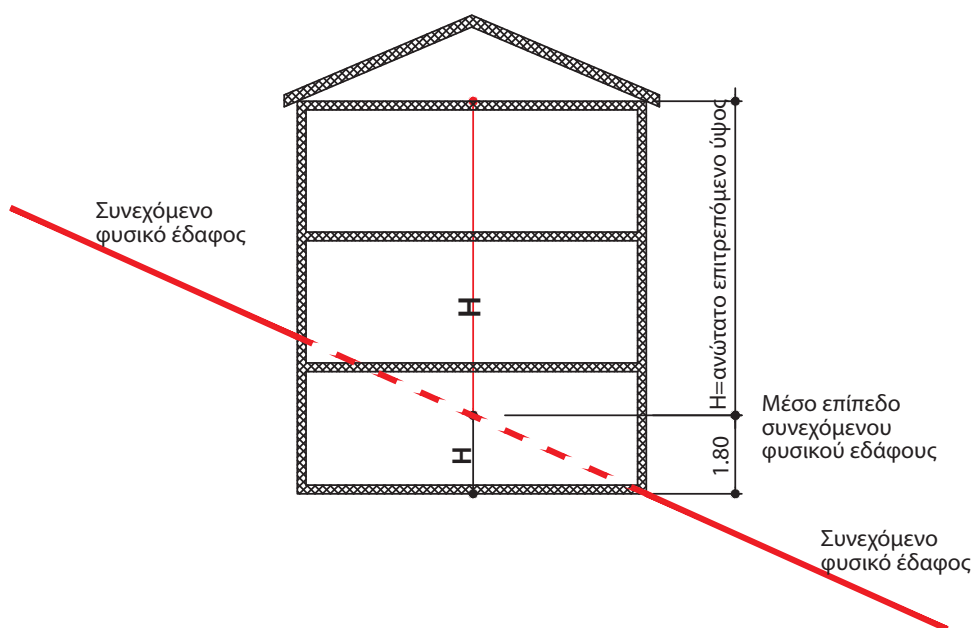 Συνεχόμενο
φυσικό έδαφος
H=ανώτατο επιτρεπόμενο ύψος
H
Μέσο επίπεδο
συνεχόμενου
φυσικού εδάφους
1.80
H
Συνεχόμενο
φυσικό έδαφος